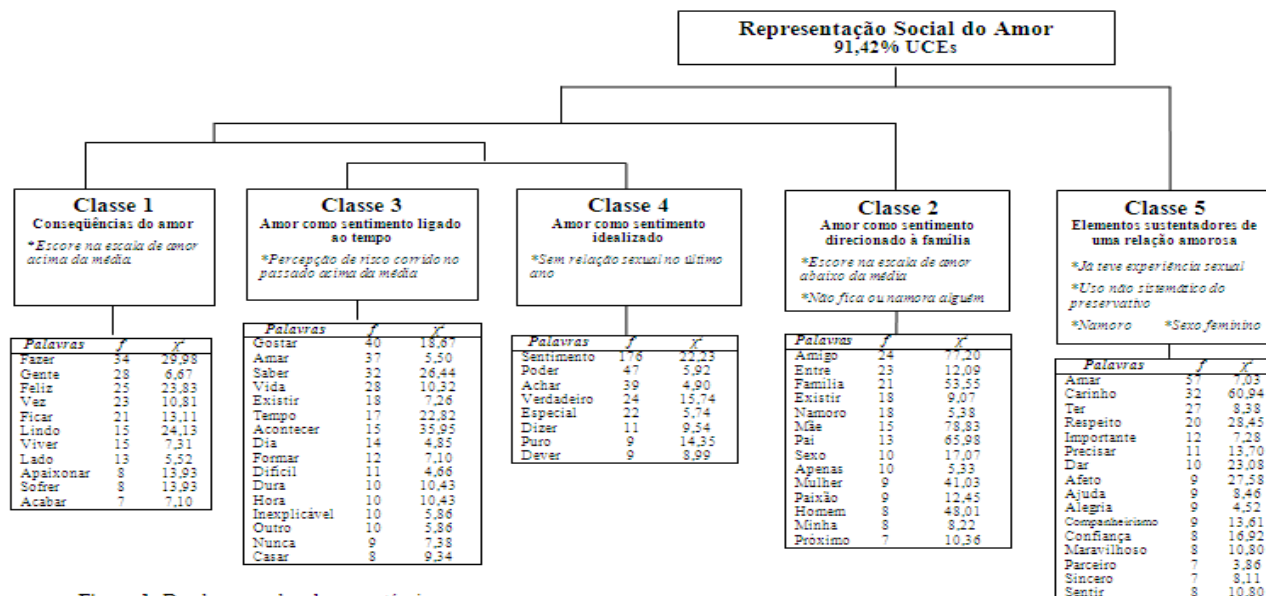 Representação Social do Amor
91,42% UCEs
Classe 1
Conseqüências do amor
*Escore na escala de amor
acima da média
Palavras f χ²
Fazer 34 29,98
Gente 28 6,67
Feliz 25 23,83
Vez 23 10,81
Ficar 21 13,11
Lindo 15 24,13
Viver 15 7,31
Lado 13 5,52
Apaixonar 8 13,93
Sofrer 8 13,93
Acabar 7 7,10
Classe 3
Amor como sentimento ligado
ao tempo
*Percepção de risco corrido no
passado acima da média
Palavras f χ²
Gostar 40 18,67
Amar 37 5,50
Saber 32 26,44
Vida 28 10,32
Existir 18 7,26
Tempo 17 22,82
Acontecer 15 35,95
Dia 14 4,85
Formar 12 7,10
Difícil 11 4,66
Dura 10 10,43
Hora 10 10,43
Inexplicável 10 5,86
Outro 10 5,86
Nunca 9 7,38
Casar 8 9,34
Classe 4
Amor como sentimento
idealizado
*Sem relação sexual no último
ano
Palavras f χ²
Sentimento 176 22,23
Poder 47 5,92
Achar 39 4,90
Verdadeiro 24 15,74
Especial 22 5,74
Dizer 11 9,54
Puro 9 14,35
Dever 9 8,99
Classe 2
Amor como sentimento
direcionado à família
*Escore na escala de amor
abaixo da média
*Não fica ou namora alguém
Palavras f χ²
Amigo 24 77,20
Entre 23 12,09
Família 21 53,55
Existir 18 9,07
Namoro 18 5,38
Mãe 15 78,83
Pai 13 65,98
Sexo 10 17,07
Apenas 10 5,33
Mulher 9 41,03
Paixão 9 12,45
Homem 8 48,01
Minha 8 8,22
Próximo 7 10,36
Classe 5
Elementos sustentadores de
uma relação amorosa
*Já teve experiência sexual
*Uso não sistemático do
preservativo
*Namoro *Sexo feminino
Palavras f χ²
Amar 57 7,03
Carinho 32 60,94
Ter 27 8,38
Respeito 20 28,45
Importante 12 7,28
Precisar 11 13,70
Dar 10 23,08
Afeto 9 27,58
Ajuda 9 8,46
Alegria 9 4,52
Companheirismo 9 13,61
Confiança 8 16,92
Maravilhoso 8 10,80
Parceiro 7 3,86
Sincero 7 8,11
Sentir 8 10,80